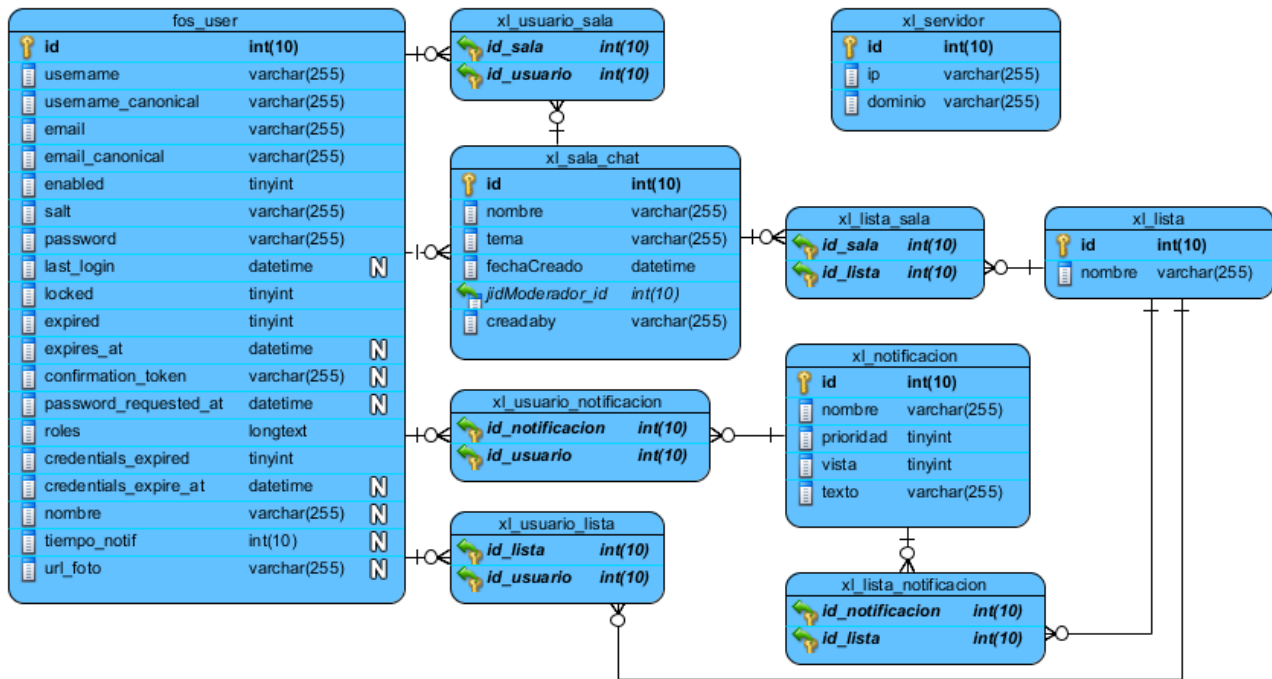 fos_user
id int(10)
username varchar(255)
username_canonical varchar(255)
email varchar(255)
email_canonical varchar(255)
enabled tinyint
salt varchar(255)
password varchar(255)
last_login datetime N
locked tinyint
expired tinyint
expires_at datetime N
confirmation_token varchar(255) N
password_requested_at datetime N
roles longtext
credentials_expired tinyint
credentials_expire_at datetime N
nombre varchar(255) N
tiempo_notif int(10) N
url_foto varchar(255) N
xl_usuario_sala
id_sala int(10)
id_usuario int(10)
xl_sala_chat
id int(10)
nombre varchar(255)
tema varchar(255)
fechaCreado datetime
jidModerador_id int(10)
creadaby varchar(255)
xl_usuario_notificacion
id_notificacion int(10)
id_usuario int(10)
xl_usuario_lista
id_lista int(10)
id_usuario int(10)
xl_servidor
id int(10)
ip varchar(255)
dominio varchar(255)
xl_lista_sala
id_sala int(10)
id_lista int(10)
xl_lista
id int(10)
nombre varchar(255)
xl_notificacion
id int(10)
nombre varchar(255)
prioridad tinyint
vista tinyint
texto varchar(255)
xl_lista_notificacion
id_notificacion int(10)
id_lista int(10)